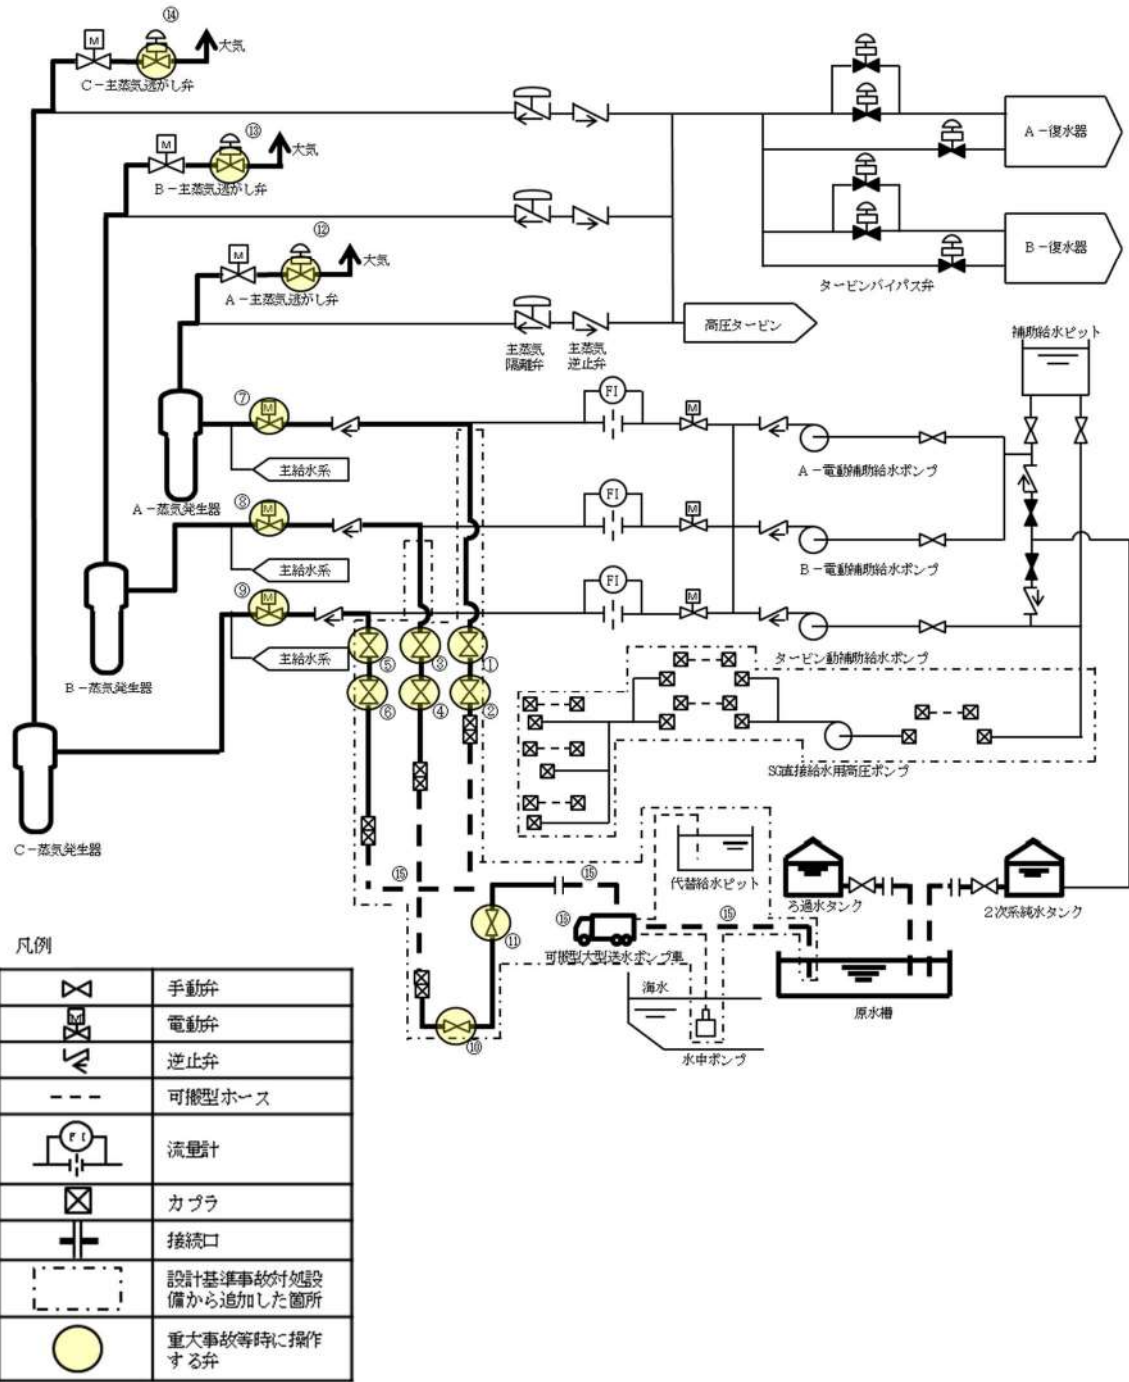 ⑭
M
大気
C-主蒸気逃がし弁
⑬
M
大気
B-主蒸気逃がし弁
⑫
M
大気
A-主蒸気逃がし弁
A-復水器
B-復水器
タービンバイパス弁
高圧タービン
主蒸気
隔離弁
主蒸気
逆止弁
補助給水ピット
⑦
M
FI
M
主給水系
A-電動補助給水ポンプ
A-蒸気発生器
⑧
M
FI
M
主給水系
B-電動補助給水ポンプ
⑨
M
FI
M
主給水系
タービン動補助給水ポンプ
B-蒸気発生器
⑤
③
①
⑥
④
②
SG直接給水用高圧ポンプ
C-蒸気発生器
⑮
⑮
代替給水ピット
ろ過水タンク
2次系純水タンク
⑮
⑮
⑪
可搬型大型送水ポンプ車
海水
原水槽
⑩
水中ポンプ
凡例
手動弁
M
電動弁
逆止弁
可搬型ホース
FI
流量計
カプラ
接続口
設計基準事故対処設
備から追加した箇所
重大事故等時に操作
する弁